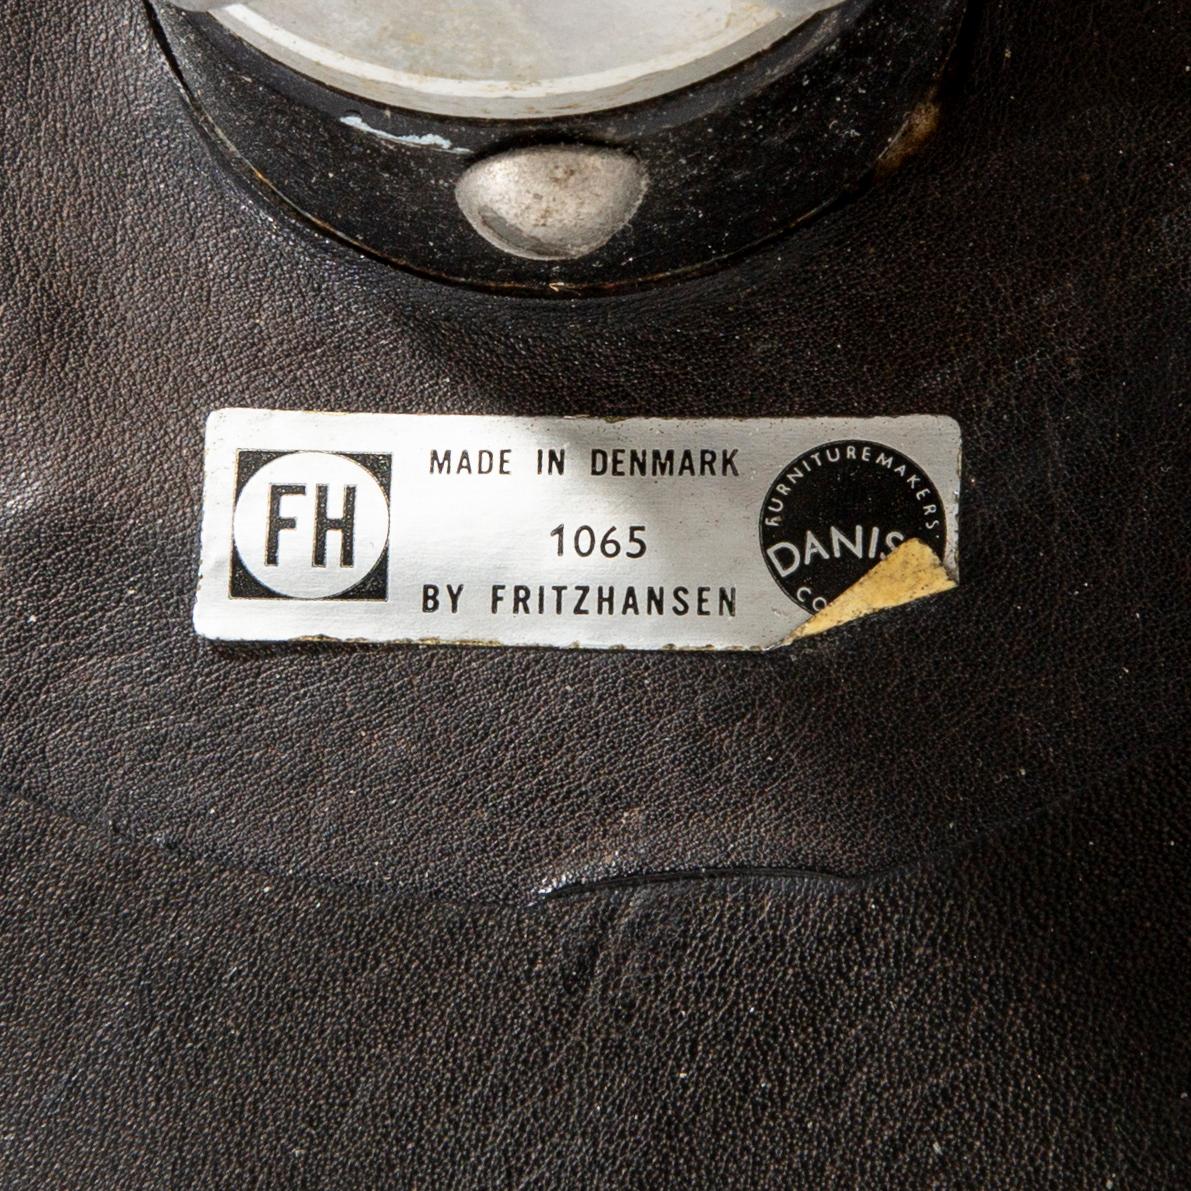 FH
MADE IN DENMARK
1065
BY FRITZHANSEN
FURNITUREMAKERS